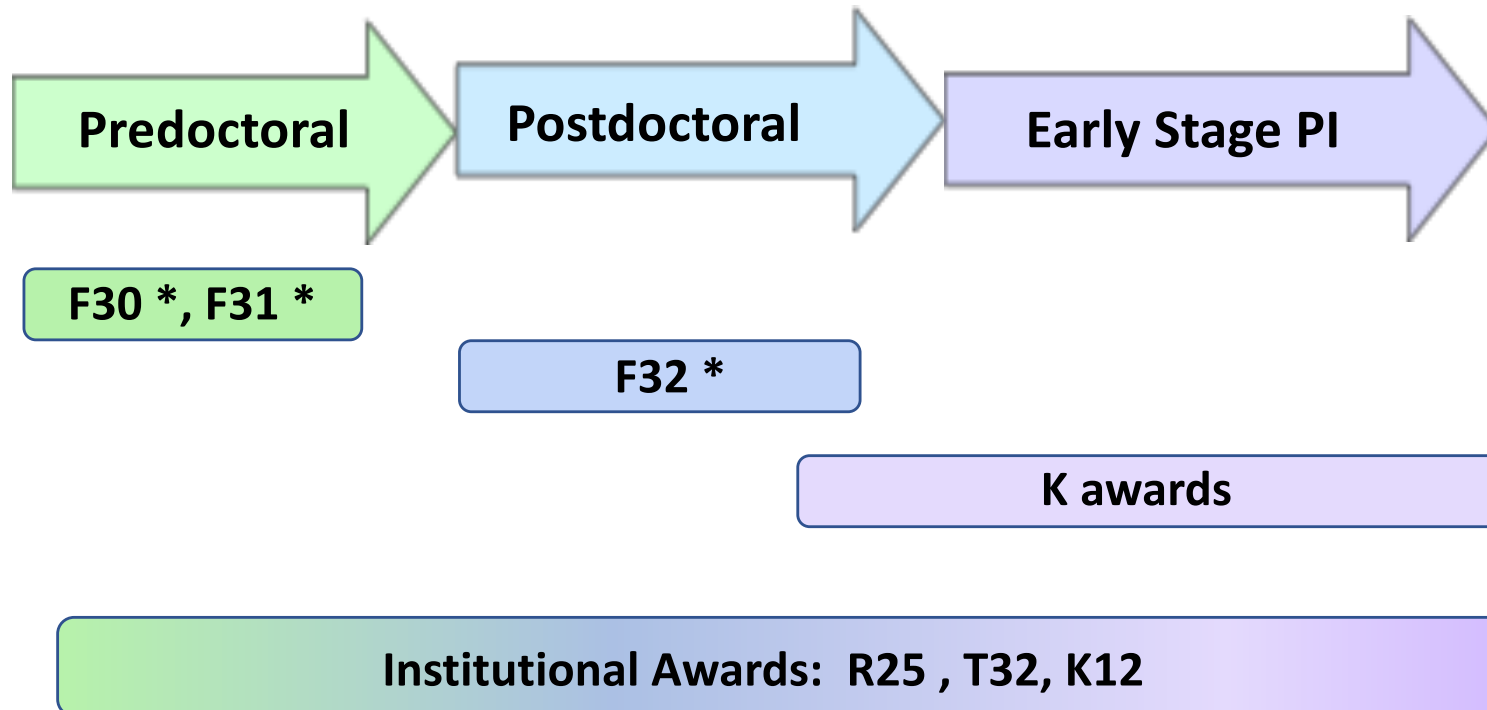 Predoctoral
Postdoctoral
Early Stage PI
F30 *, F31 *
F32 *
K awards
Institutional Awards:  R25 , T32, K12